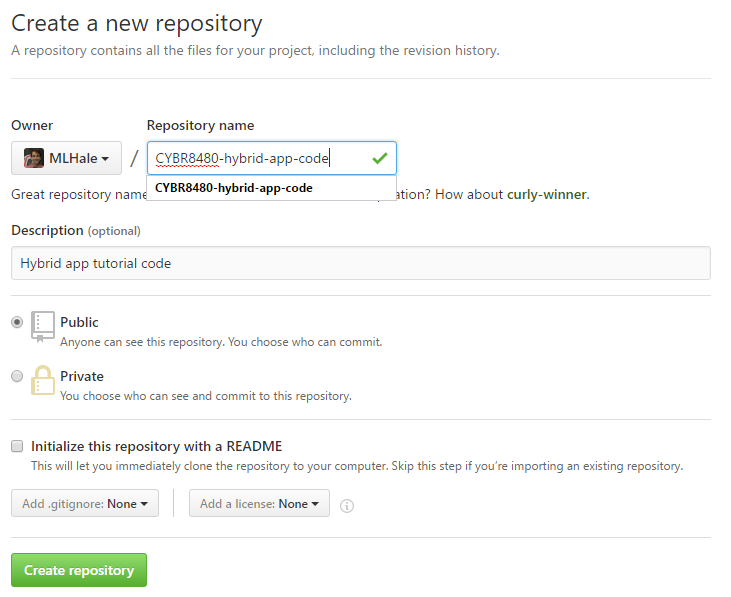 Create a new repository
A repository contains all the files for your project, including the revision history.
Owner Repository name
MLHale / CYBR8480-hybrid-app-code
CYBR8480-hybrid-app-code
Great repository name ation? How about curly-winner.
Description (optional)
Hybrid app tutorial code
Public
Anyone can see this repository. You choose who can commit.
Private
You choose who can see and commit to this repository.
Initialize this repository with a README
This will let you immediately clone the repository to your computer. Skip this step if you’re importing an existing repository.
Add .gitignore: None Add a license: None
Create repository